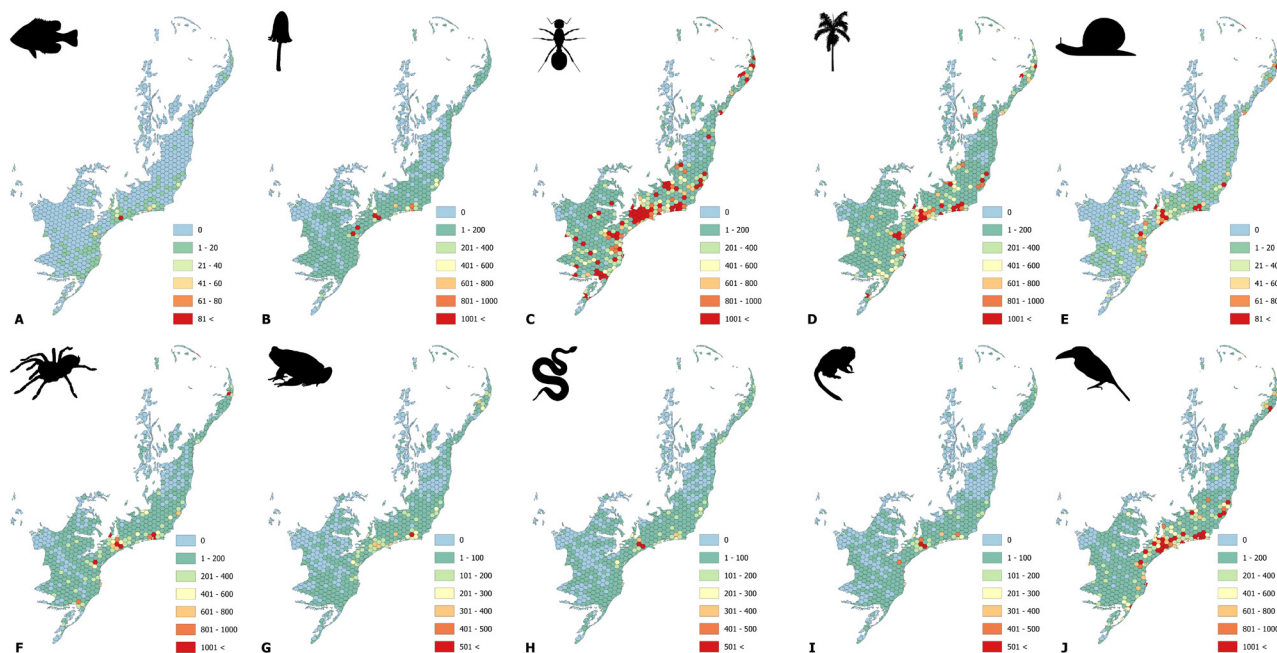 0
1 - 20
21 - 40
41 - 60
61 - 80
81 <
A
0
1 - 200
201 - 400
401 - 600
601 - 800
801 - 1000
1001 <
B
0
1 - 200
201 - 400
401 - 600
601 - 800
801 - 1000
1001 <
C
0
1 - 200
201 - 400
401 - 600
601 - 800
801 - 1000
1001 <
D
0
1 - 20
21 - 40
41 - 60
61 - 80
81 <
E
0
1 - 200
201 - 400
401 - 600
601 - 800
801 - 1000
1001 <
F
0
1 - 100
101 - 200
201 - 300
301 - 400
401 - 500
501 <
G
0
1 - 100
101 - 200
201 - 300
301 - 400
401 - 500
501 <
H
0
1 - 100
101 - 200
201 - 300
301 - 400
401 - 500
501 <
I
0
1 - 200
201 - 400
401 - 600
601 - 800
801 - 1000
1001 <
J